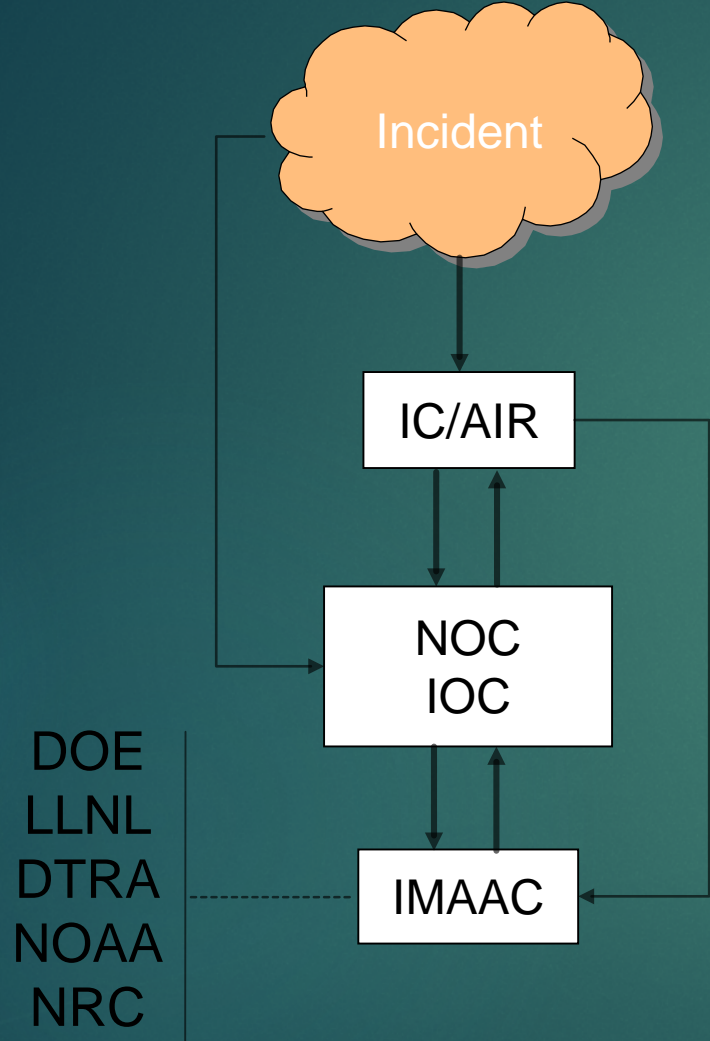 Incident
IC/AIR
NOC
IOC
DOE
LLNL
DTRA
NOAA
NRC
IMAAC